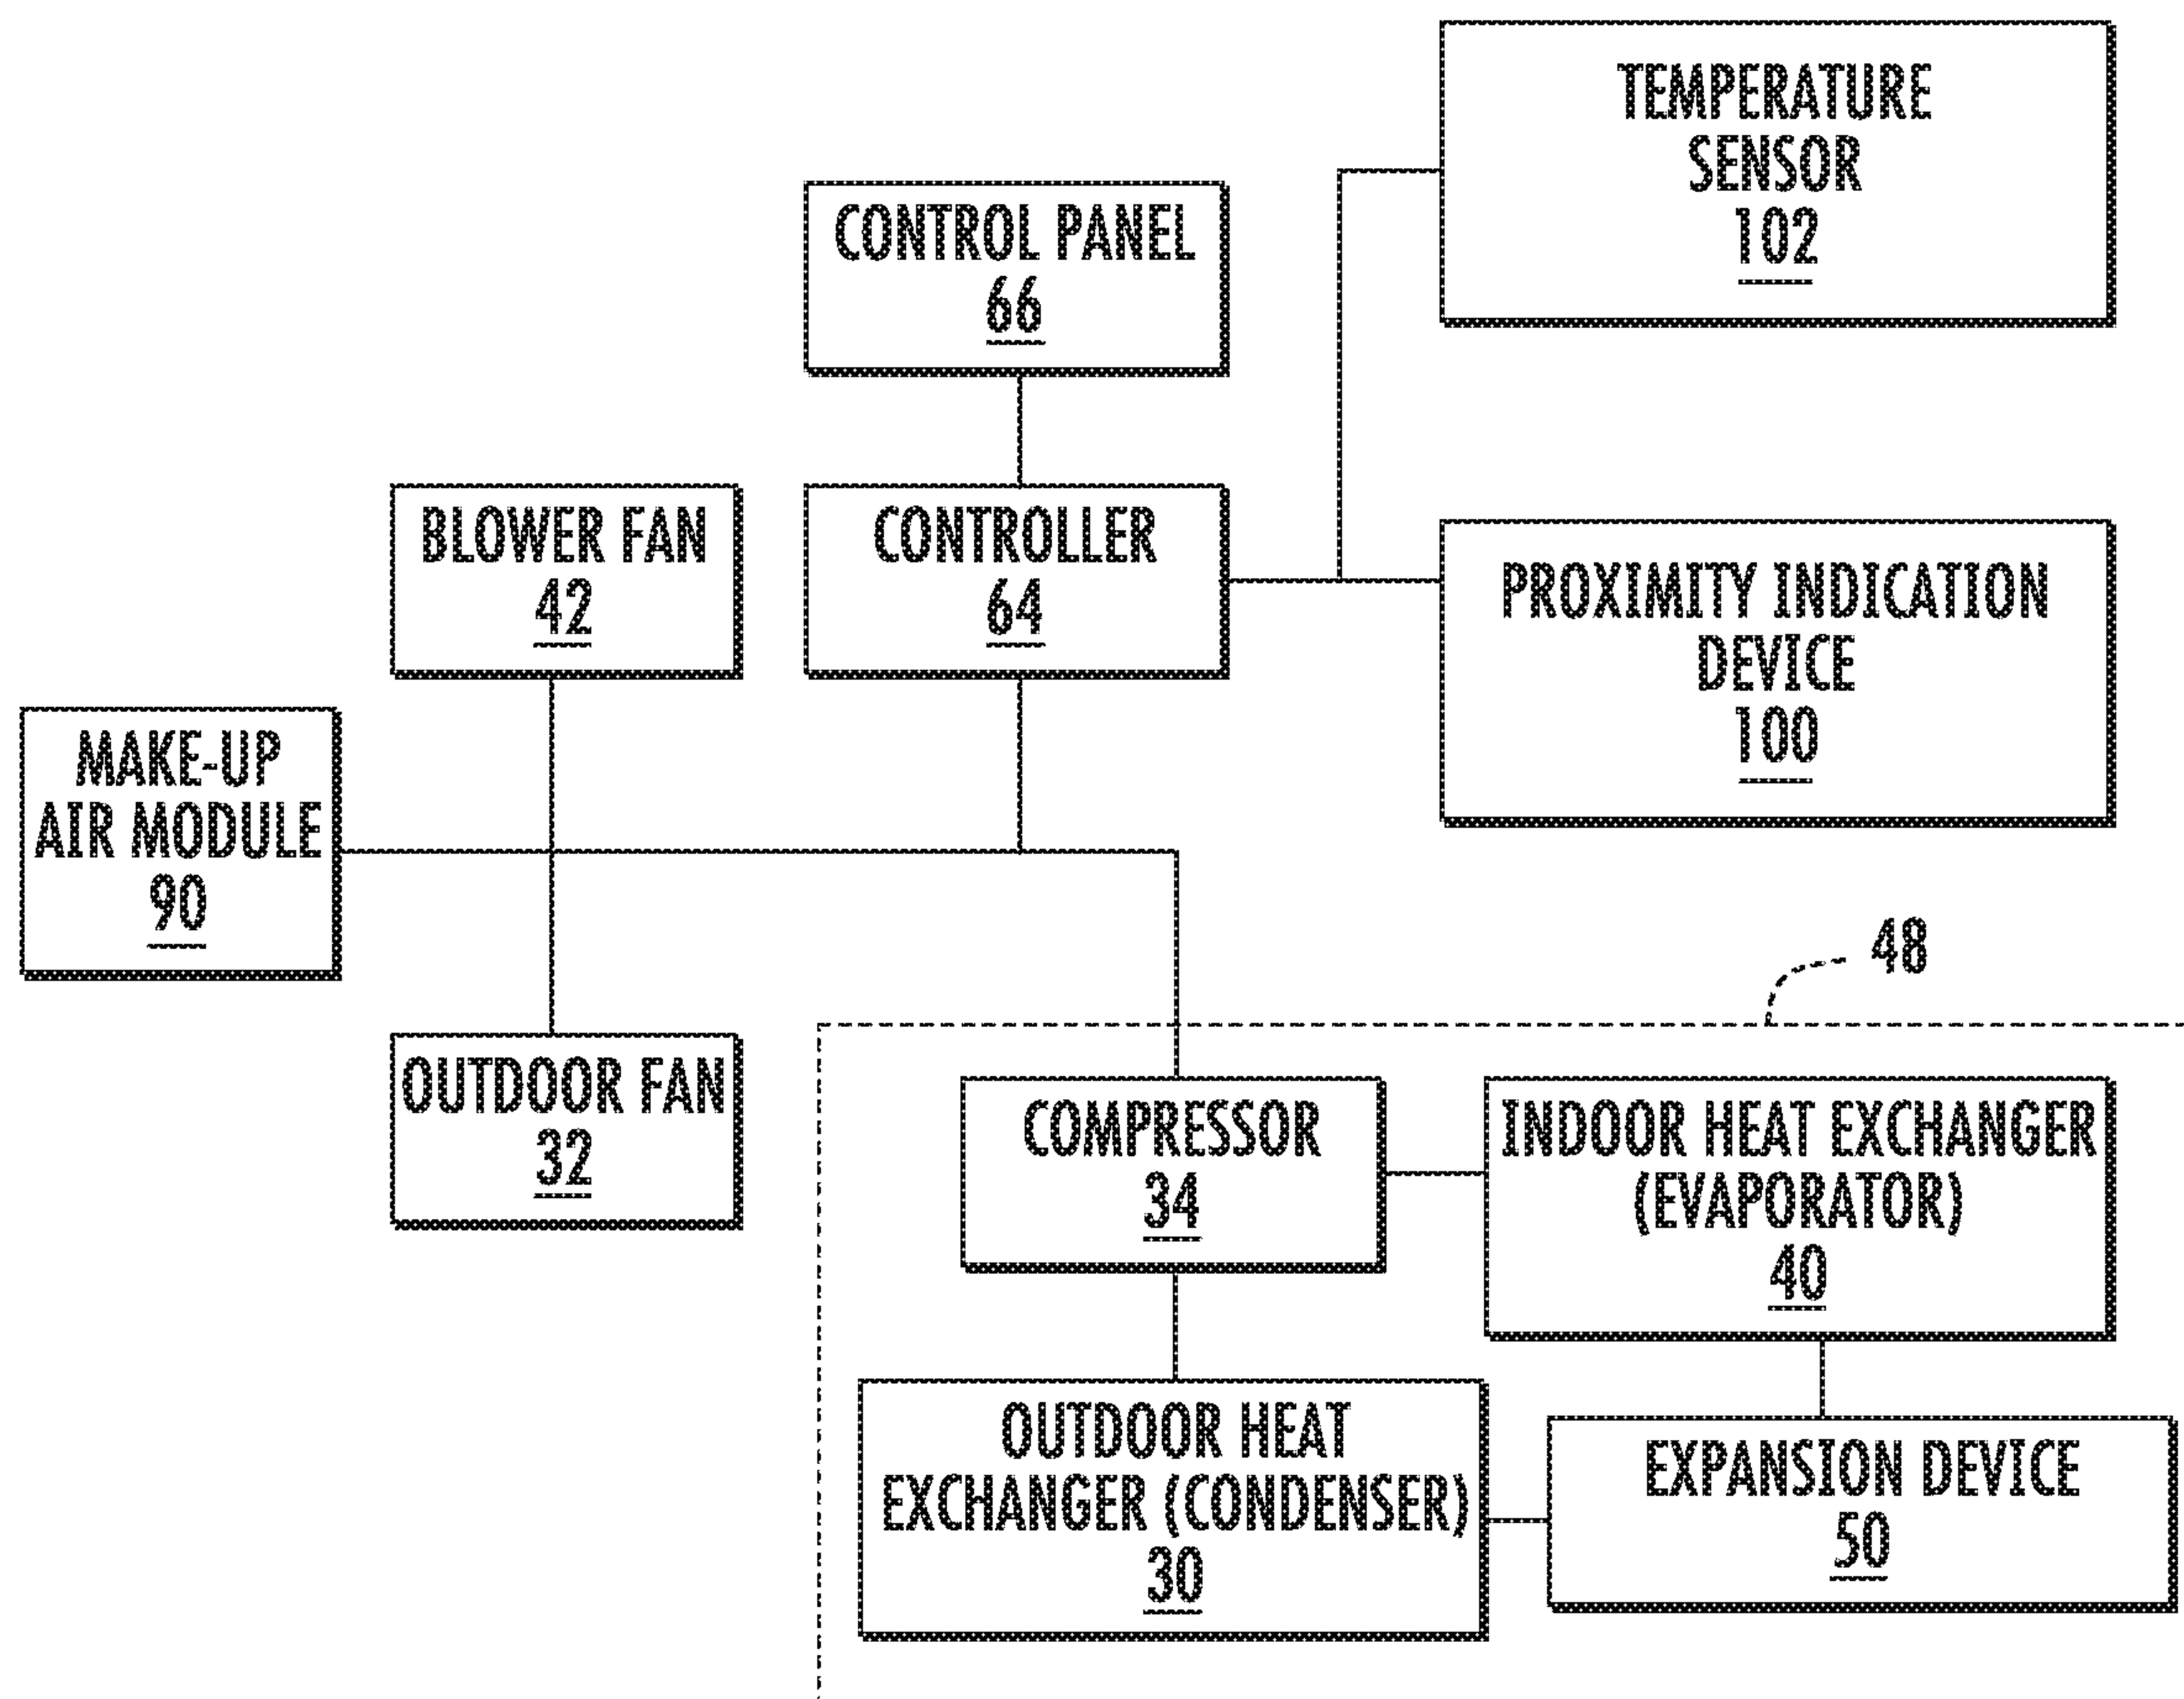 TEMPERATURE
SENSOR
102
CONTROL PANEL
66
BLOWER FAN
42
CONTROLLER
64
PROXIMITY INDICATION
DEVICE
100
MAKE-UP
AIR MODULE
90
48
OUTDOOR FAN
32
COMPRESSOR
34
INDOOR HEAT EXCHANGER
(EVAPORATOR)
40
OUTDOOR HEAT
EXCHANGER (CONDENSER)
30
EXPANSION DEVICE
50